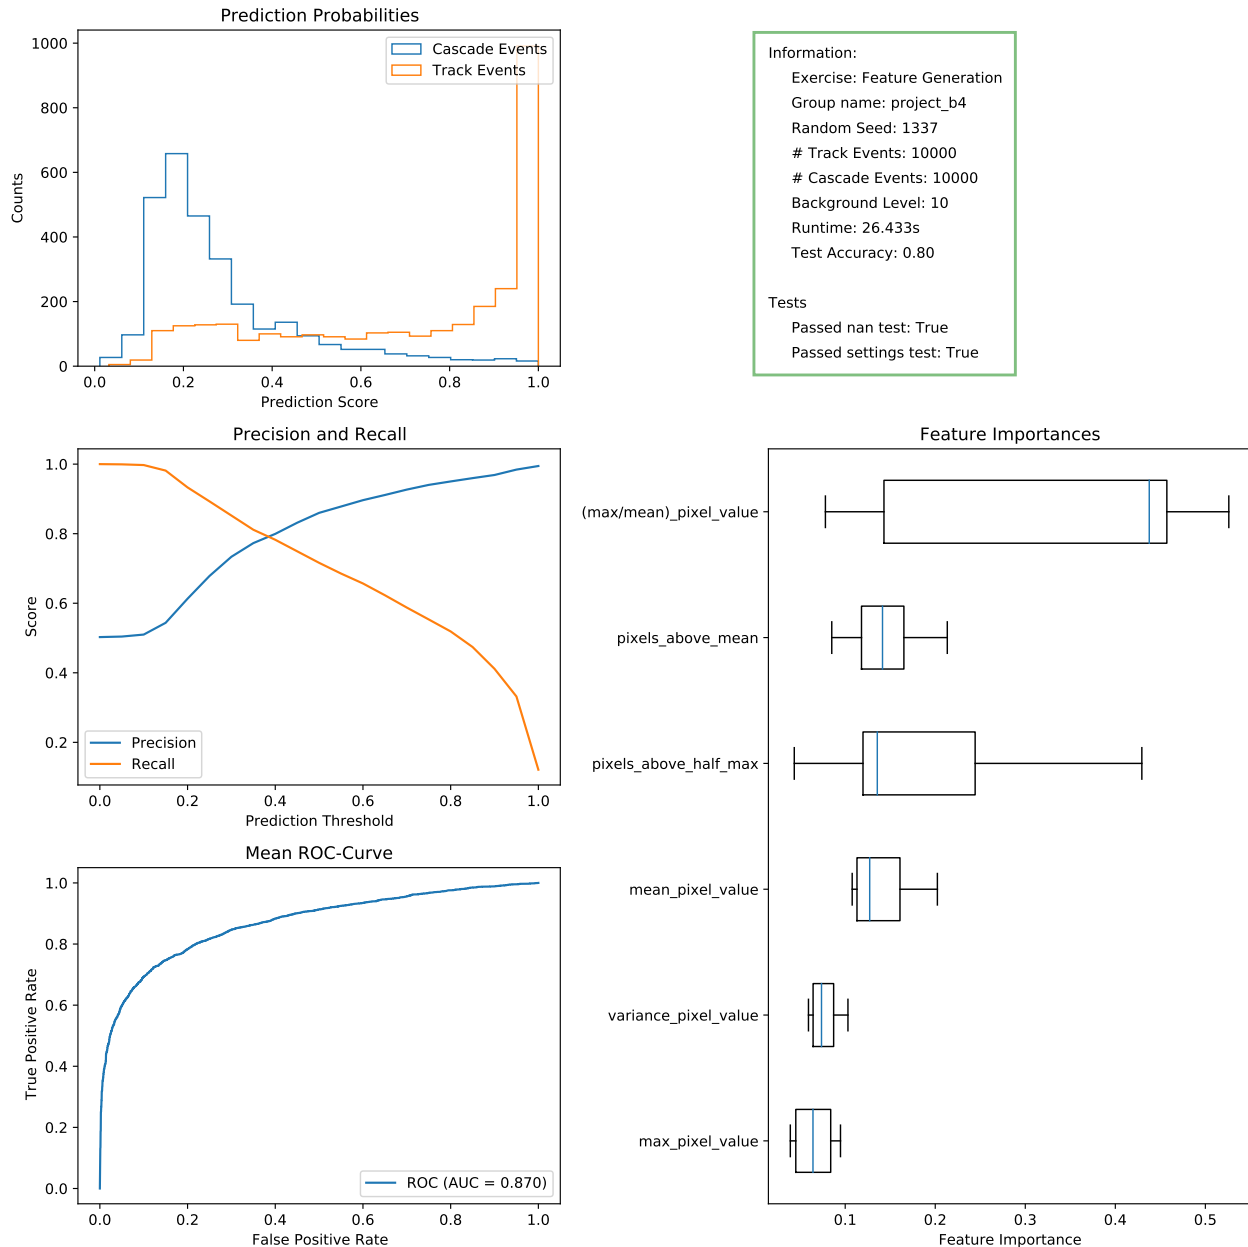 Prediction Probabilities
1000
800
600
400
200
0
Counts
Cascade Events
Track Events
0.0 0.2 0.4 0.6 0.8 1.0
Prediction Score
Information:
Exercise: Feature Generation
Group name: project_b4
Random Seed: 1337
# Track Events: 10000
# Cascade Events: 10000
Background Level: 10
Runtime: 26.433s
Test Accuracy: 0.80
Tests
Passed nan test: True
Passed settings test: True
Precision and Recall
1.0
0.8
0.6
0.4
0.2
Score
Precision
Recall
0.0 0.2 0.4 0.6 0.8 1.0
Prediction Threshold
Mean ROC-Curve
1.0
0.8
0.6
0.4
0.2
0.0
True Positive Rate
ROC (AUC = 0.870)
0.0 0.2 0.4 0.6 0.8 1.0
False Positive Rate
Feature Importances
(max/mean)_pixel_value
pixels_above_mean
pixels_above_half_max
mean_pixel_value
variance_pixel_value
max_pixel_value
0.1 0.2 0.3 0.4 0.5
Feature Importance